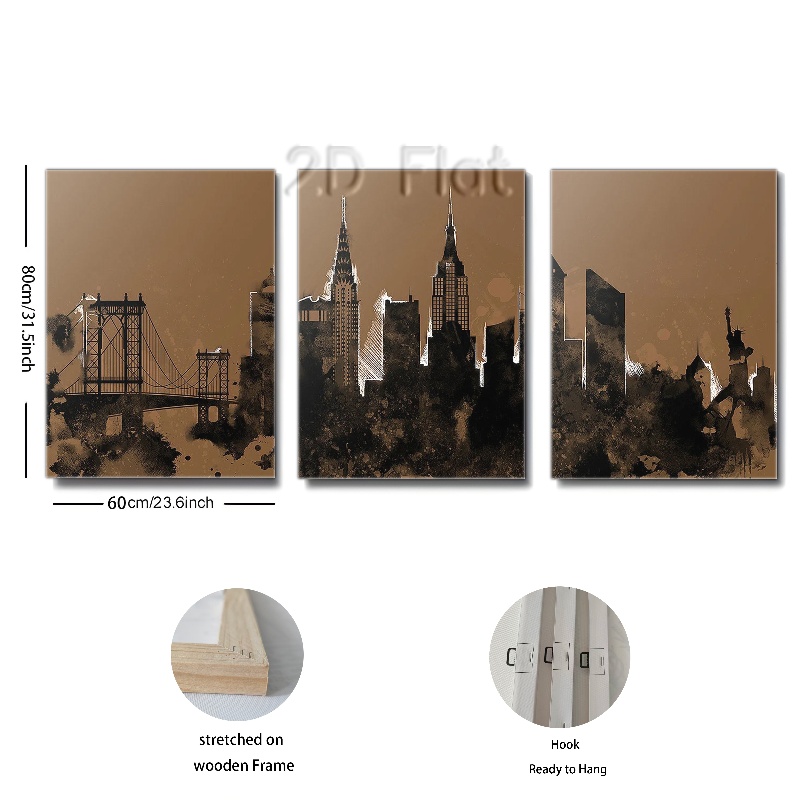 2D Flat
80cm/31.5inch
60cm/23.6inch
stretched on
wooden Frame
Hook
Ready to Hang